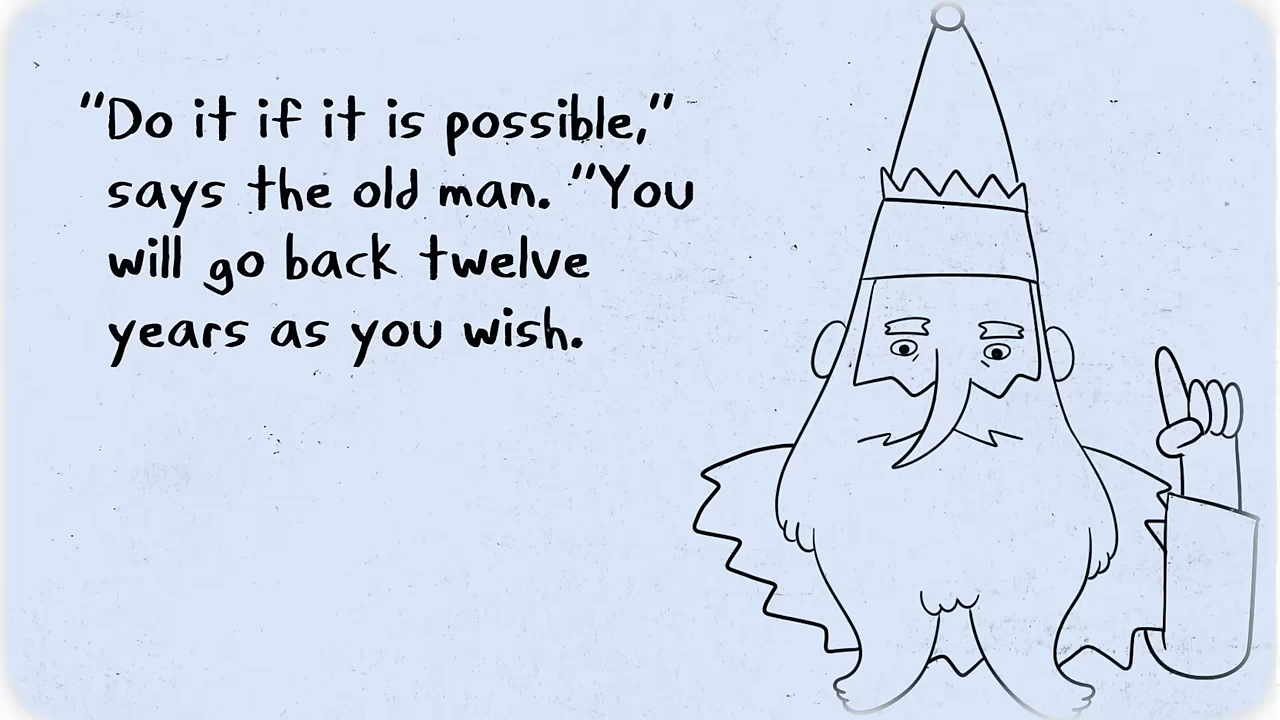 “Do it if it is possible,”
says the old man. “You
will go back twelve
years as you wish.